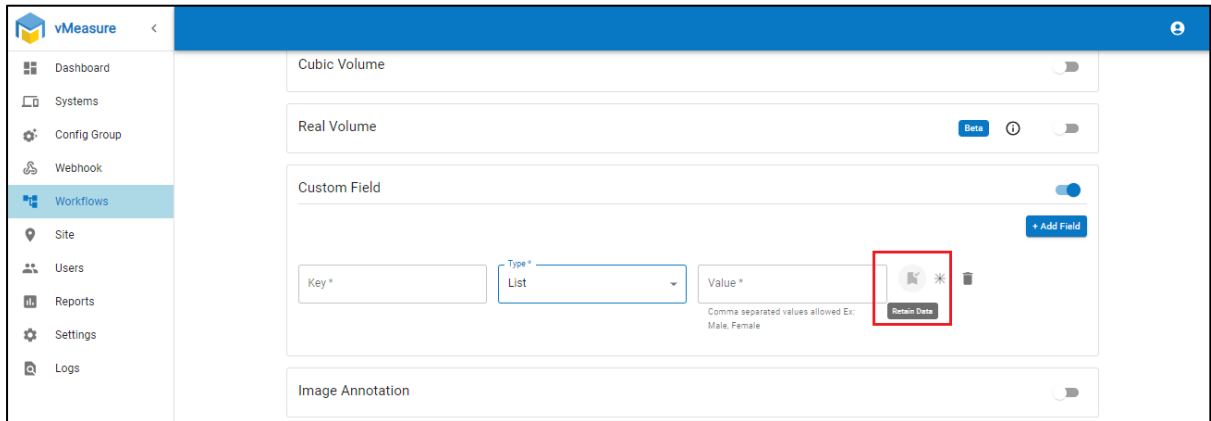 vMeasure
Dashboard
Systems
Config Group
Webhook
Workflows
Site
Users
Reports
Settings
Logs
Cubic Volume
Real Volume
Beta
Custom Field
+ Add Field
Key *
Type *
List
Value *
Comma separated values allowed Ex:
Male, Female
Retain Data
Image Annotation